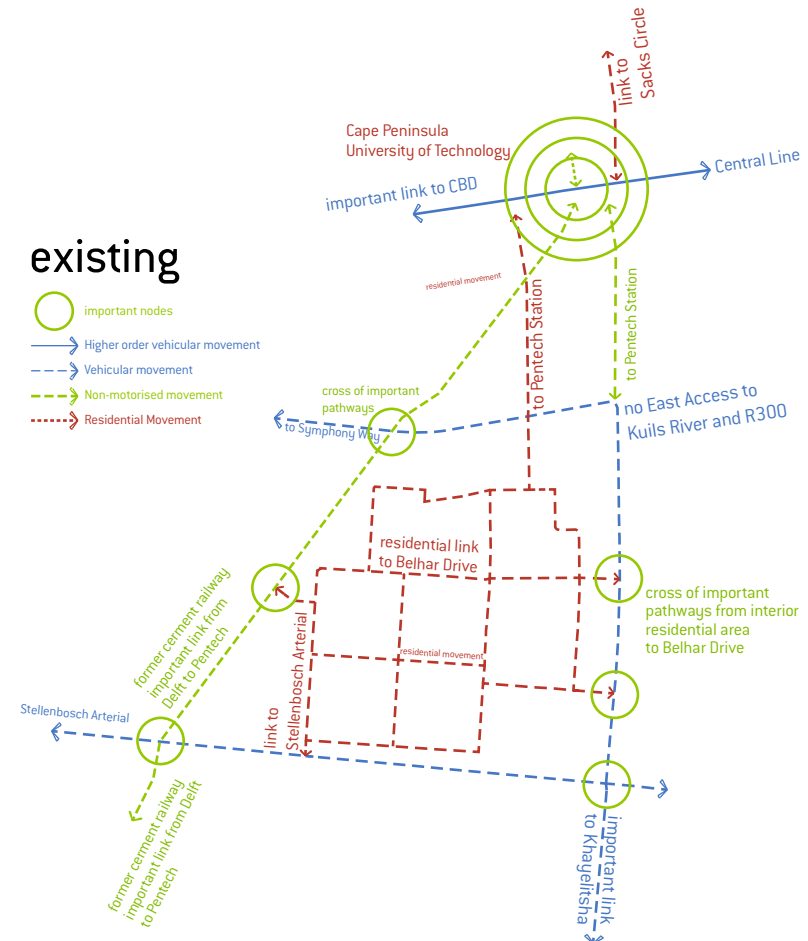 link to
Sacks Circle
Cape Peninsula
University of Technology
Central Line
important link to CBD
existing
important nodes
Higher order vehicular movement
Vehicular movement
Non-motorised movement
Residential Movement
residential movement
to Pentech Station
to Pentech Station
cross of important
pathways
to Symphony Way
no East Access to
Kuils River and R300
residential link
to Belhar Drive
cross of important
pathways from interior
residential area
to Belhar Drive
former cerment railway
important link from
Delft to Pentech
residential movement
link to
Stellenbosch Arterial
Stellenbosch Arterial
former cerment railway
important link from Delft
to Pentech
important link
to Khayelitsha